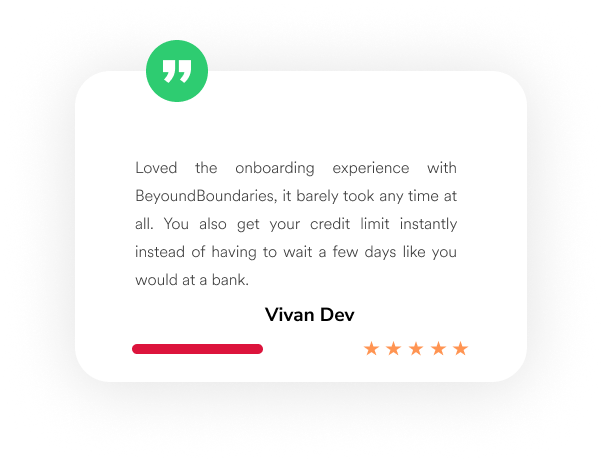 Loved the onboarding experience with
BeyoundBoundaries, it barely took any time at
all. You also get your credit limit instantly
instead of having to wait a few days like you
would at a bank.
Vivan Dev